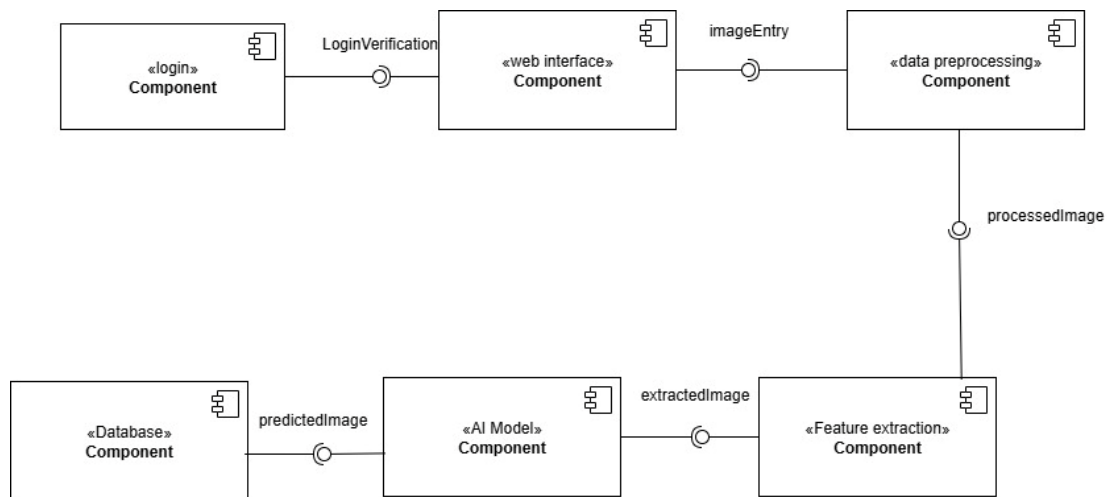 LoginVerification
imageEntry
«login»
Component
«web interface»
Component
«data preprocessing»
Component
processedImage
predictedImage
extractedImage
«Database»
Component
«AI Model»
Component
«Feature extraction»
Component